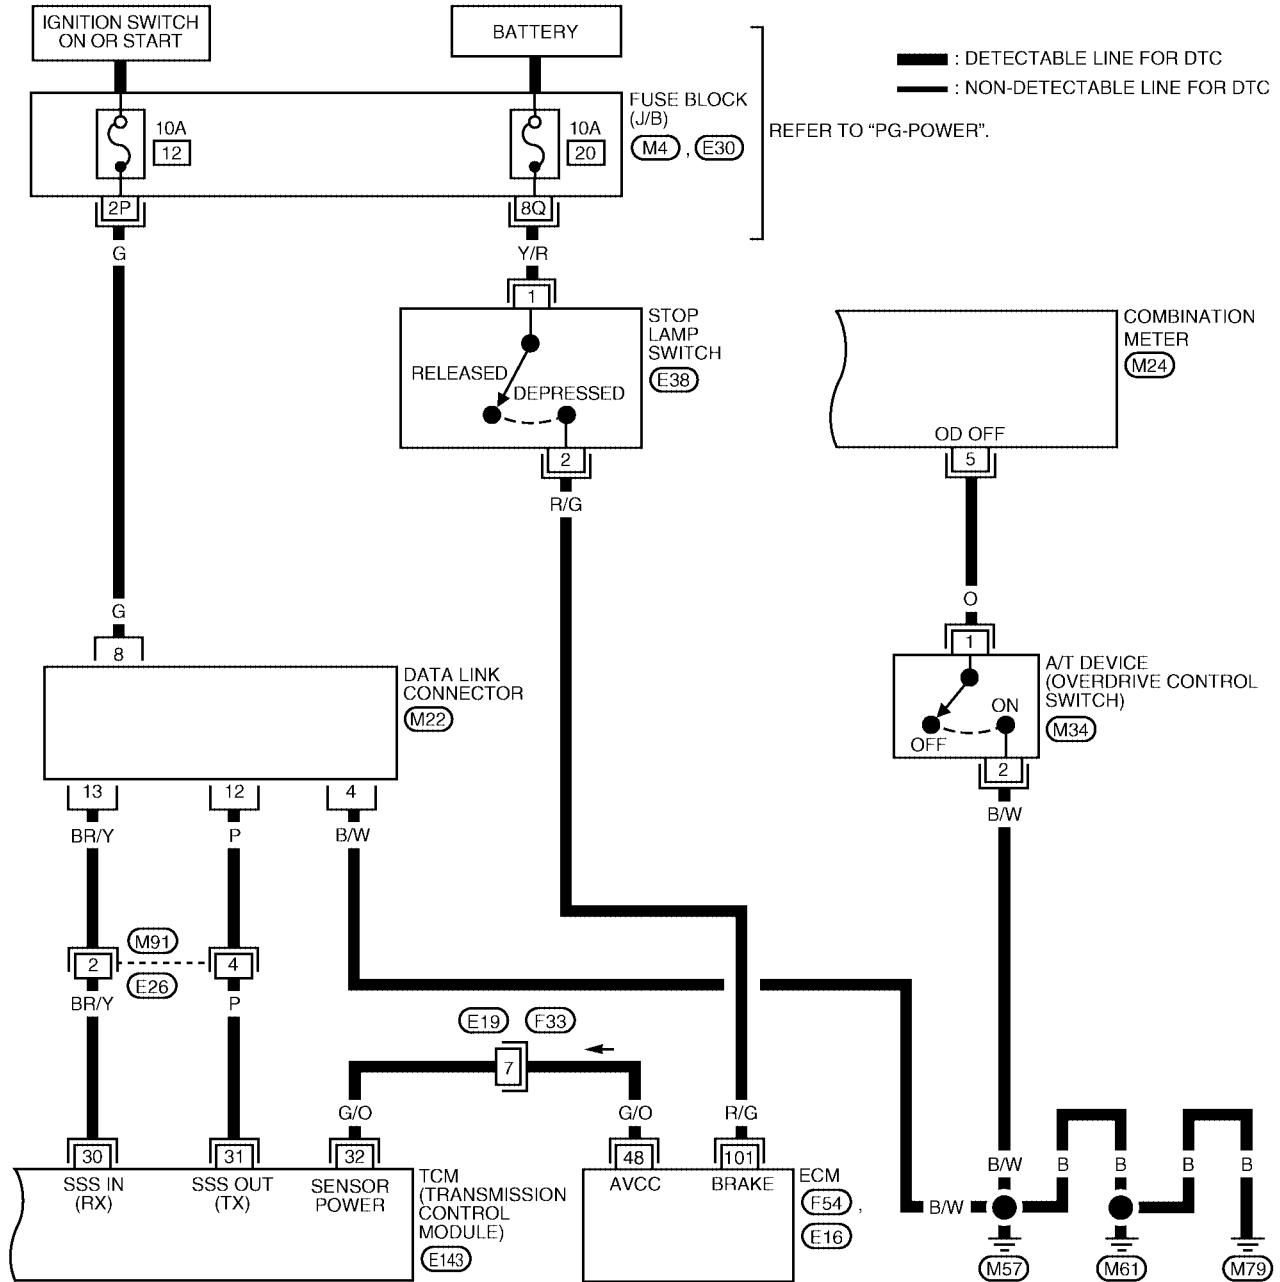 IGNITION SWITCH
ON OR START
BATTERY
: DETECTABLE LINE FOR DTC
: NON-DETECTABLE LINE FOR DTC
FUSE BLOCK
(J/B)
M4 , E30
10A
12
10A
20
REFER TO “PG-POWER”.
2P
8Q
G
Y/R
1
STOP
LAMP
SWITCH
E38
RELEASED
DEPRESSED
2
R/G
COMBINATION
METER
M24
OD OFF
5
O
1
A/T DEVICE
(OVERDRIVE CONTROL
SWITCH)
M34
ON
OFF
2
B/W
G
8
DATA LINK
CONNECTOR
M22
13
12
4
BR/Y
P
B/W
M91
2
4
E26
BR/Y
P
E19
F33
7
G/O
G/O
R/G
30
31
32
48
101
SSS IN
(RX)
SSS OUT
(TX)
SENSOR
POWER
TCM
(TRANSMISSION
CONTROL
MODULE)
E143
AVCC
BRAKE
ECM
F54 ,
E16
B/W
B
B
B
B
B/W
M57
M61
M79